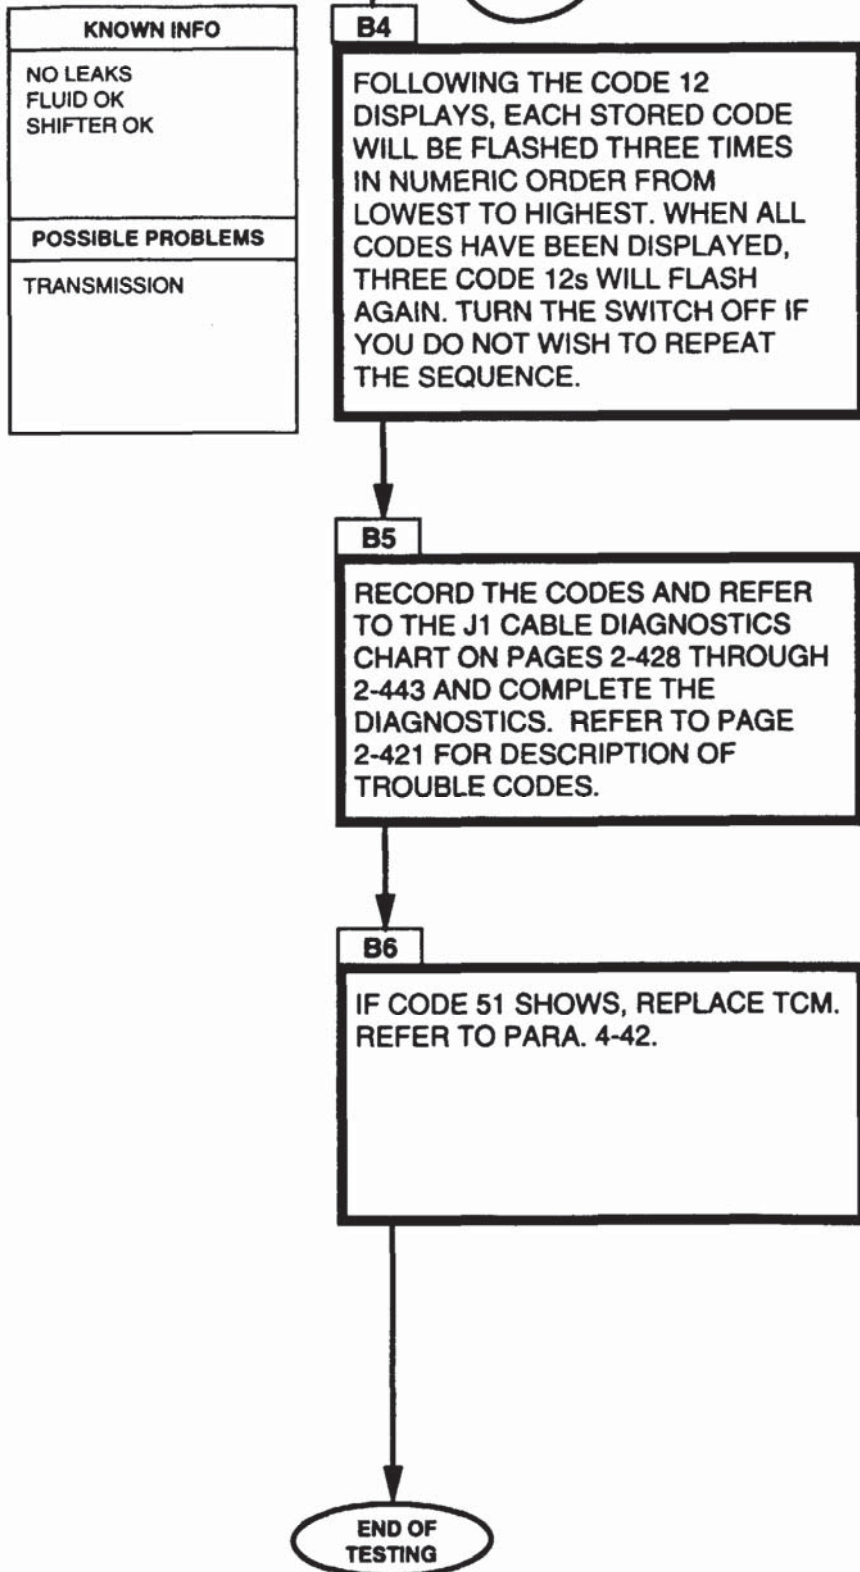 KNOWN INFO
NO LEAKS
FLUID OK
SHIFTER OK
POSSIBLE PROBLEMS
TRANSMISSION
B4
FOLLOWING THE CODE 12
DISPLAYS, EACH STORED CODE
WILL BE FLASHED THREE TIMES
IN NUMERIC ORDER FROM
LOWEST TO HIGHEST. WHEN ALL
CODES HAVE BEEN DISPLAYED,
THREE CODE 12s WILL FLASH
AGAIN. TURN THE SWITCH OFF IF
YOU DO NOT WISH TO REPEAT
THE SEQUENCE.
B5
RECORD THE CODES AND REFER
TO THE J1 CABLE DIAGNOSTICS
CHART ON PAGES 2-428 THROUGH
2-443 AND COMPLETE THE
DIAGNOSTICS. REFER TO PAGE
2-421 FOR DESCRIPTION OF
TROUBLE CODES.
B6
IF CODE 51 SHOWS, REPLACE TCM.
REFER TO PARA. 4-42.
END OF
TESTING